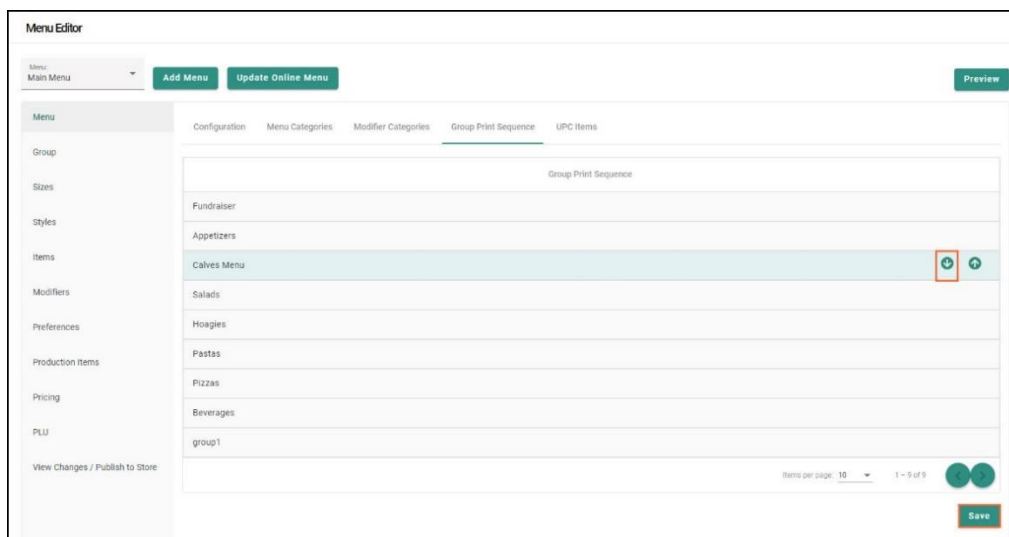 Menu Editor
Menu:
Main Menu
Add Menu
Update Online Menu
Preview
Menu
Group
Sizes
Styles
Items
Modifiers
Preferences
Production Items
Pricing
PLU
View Changes / Publish to Store
Configuration
Menu Categories
Modifier Categories
Group Print Sequence
UPC Items
Group Print Sequence
Fundraiser
Appetizers
Calves Menu
Salads
Hoagies
Pastas
Pizzas
Beverages
group1
Items per page: 10
1 – 9 of 9
Save